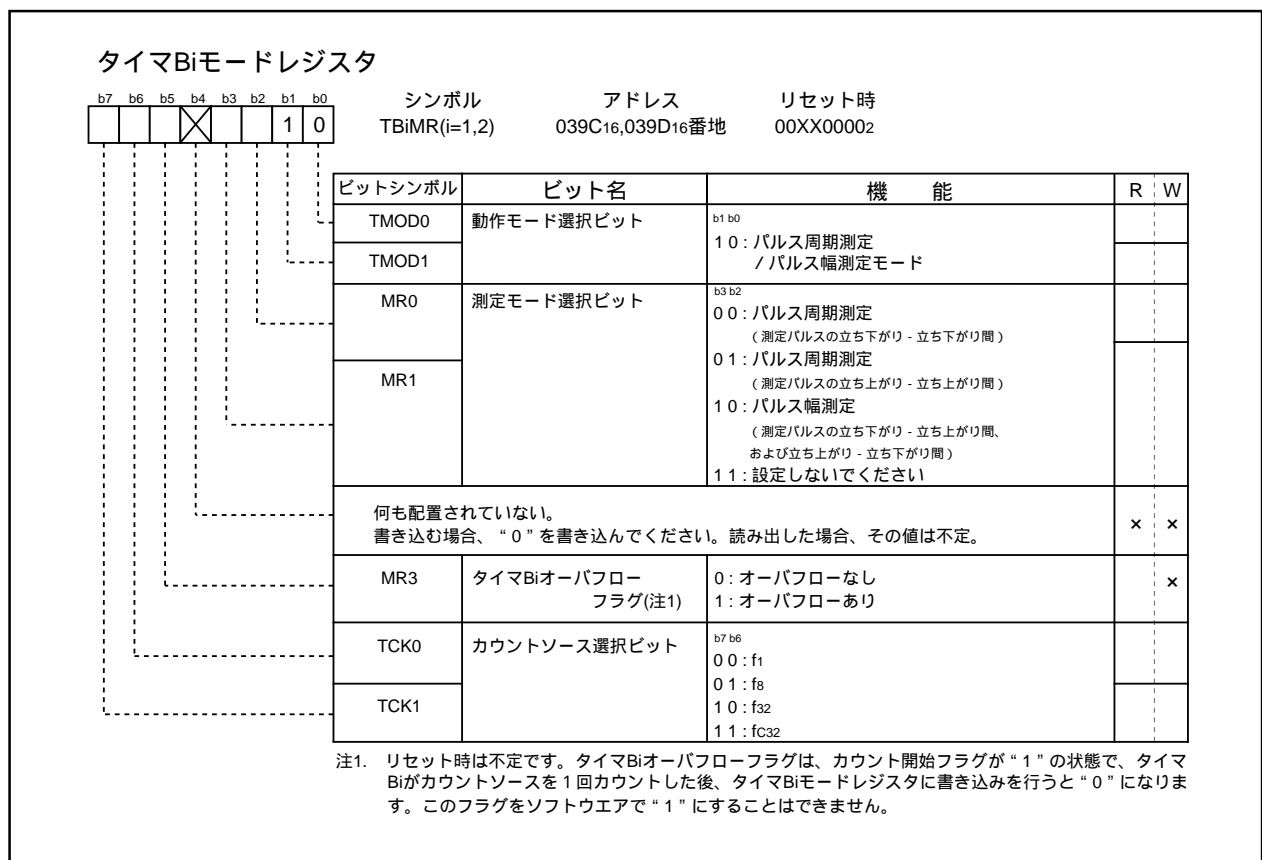 タイマBiモードレジスタ
b7 b6 b5 b4 b3 b2 b1 b0
1 0
シンボル アドレス リセット時
TBiMR(i=1,2) 039C16,039D16番地 00XX00002
ビットシンボル ビット名 機 能 R W
TMOD0 動作モード選択ビット b1 b0
1 0 : パルス周期測定
/ パルス幅測定モード
TMOD1
MR0 測定モード選択ビット b3 b2
0 0 : パルス周期測定
(測定パルスの立ち下がり - 立ち下がり間)
0 1 : パルス周期測定
MR1
(測定パルスの立ち上がり - 立ち上がり間)
1 0 : パルス幅測定
(測定パルスの立ち下がり - 立ち上がり間、
および立ち上がり - 立ち下がり間)
1 1 : 設定しないでください
何も配置されていない。
書き込む場合、“0”を書き込んでください。読み出した場合、その値は不定。 × ×
MR3 タイマBiオーバフロー
フラグ(注1)
0 : オーバフローなし
1 : オーバフローあり
×
TCK0 カウントソース選択ビット b7 b6
0 0 : f1
0 1 : f8
TCK1
1 0 : f32
1 1 : fC32
注1. リセット時は不定です。タイマBiオーバフローフラグは、カウント開始フラグが“1”の状態で、タイマ
Biがカウントソースを1回カウントした後、タイマBiモードレジスタに書き込みを行うと“0”になりま
す。このフラグをソフトウエアで“1”にすることはできません。